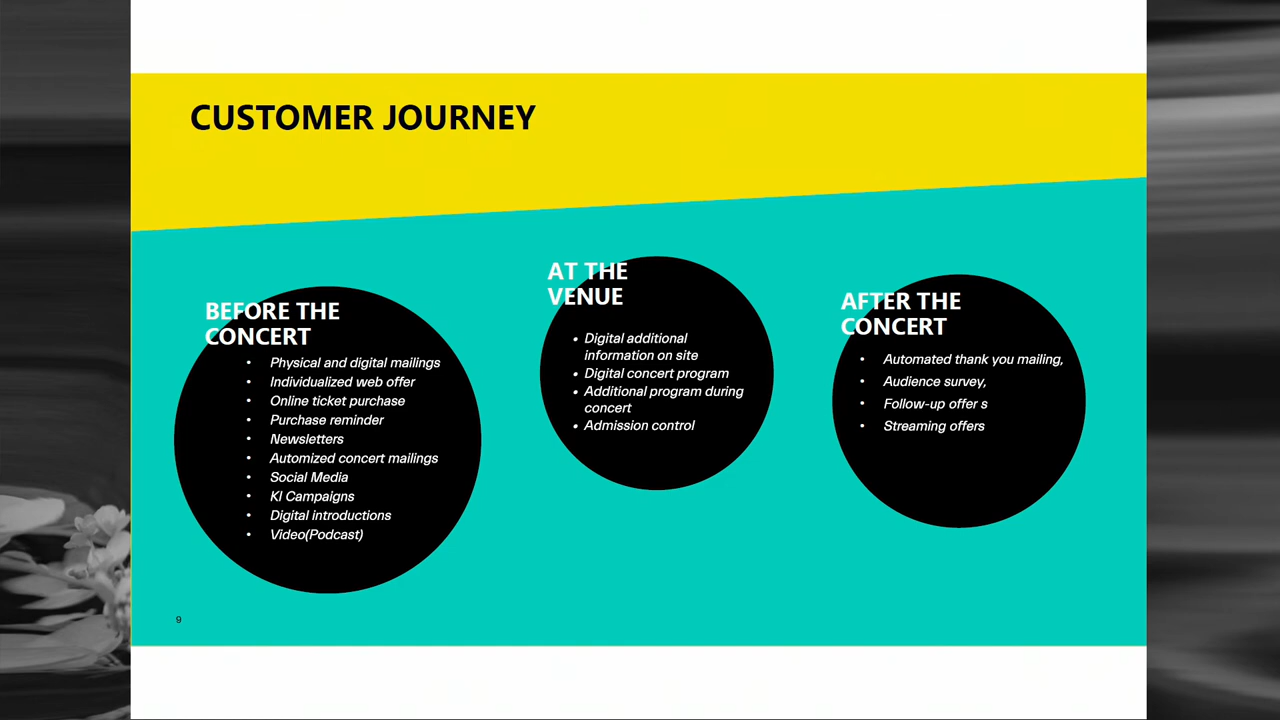 CUSTOMER JOURNEY
BEFORE THE
CONCERT
• Physical and digital mailings
• Individualized web offer
• Online ticket purchase
• Purchase reminder
• Newsletters
• Automized concert mailings
• Social Media
• KI Campaigns
• Digital introductions
• Video(Podcast)
AT THE
VENUE
• Digital additional
information on site
• Digital concert program
• Additional program during
concert
• Admission control
AFTER THE
CONCERT
• Automated thank you mailing,
• Audience survey,
• Follow-up offer s
• Streaming offers
9